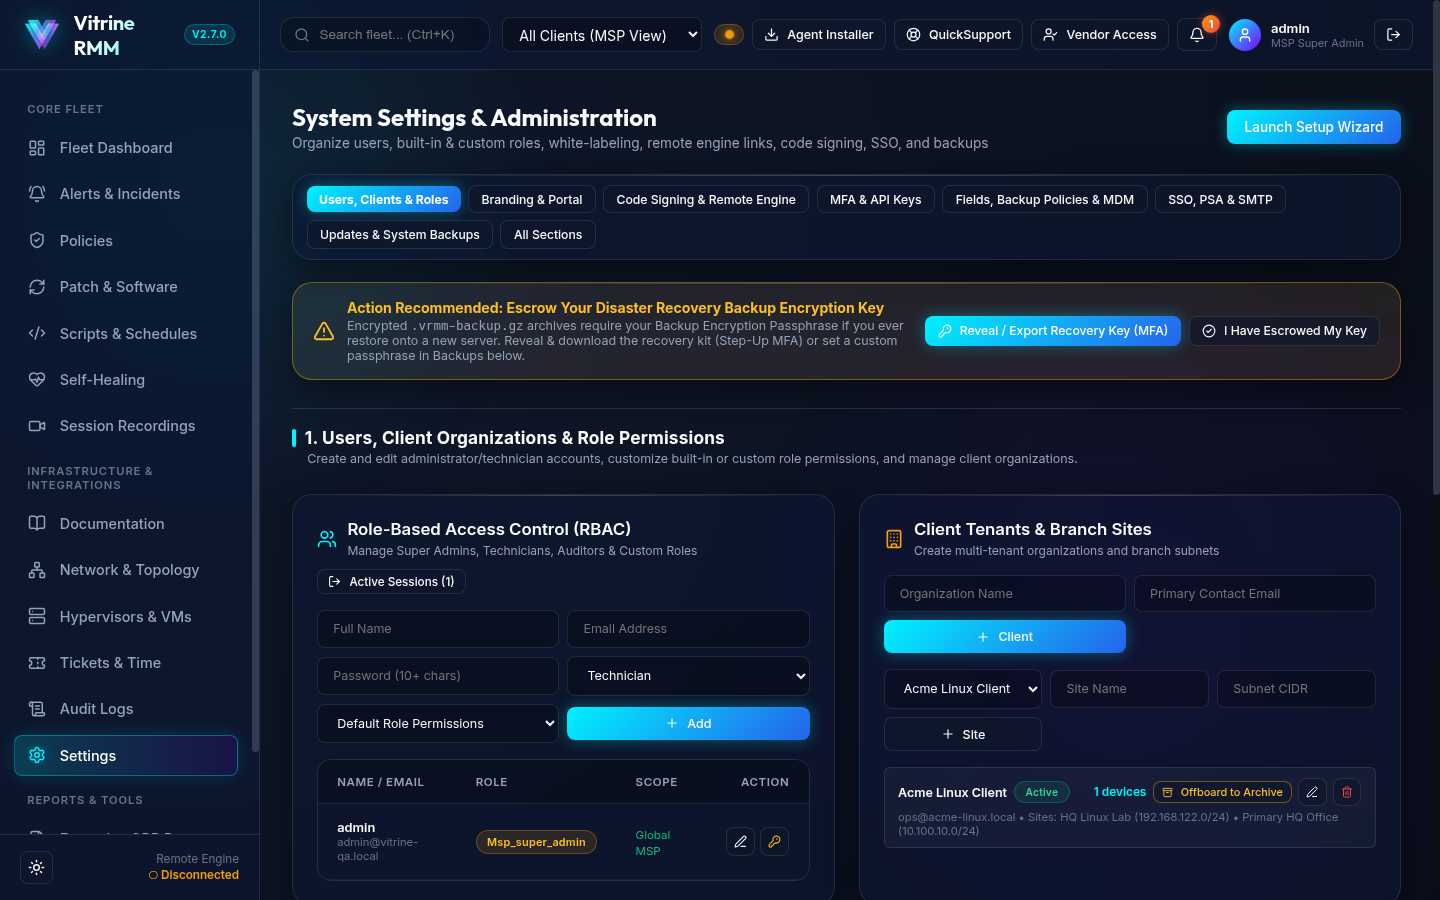 Vitrine
RMM
V2.7.0
Search fleet... (Ctrl+K)
All Clients (MSP View)
Agent Installer
QuickSupport
Vendor Access
1
admin
MSP Super Admin
CORE FLEET
Fleet Dashboard
Alerts & Incidents
Policies
Patch & Software
Scripts & Schedules
Self-Healing
Session Recordings
INFRASTRUCTURE &
INTEGRATIONS
Documentation
Network & Topology
Hypervisors & VMs
Tickets & Time
Audit Logs
Settings
REPORTS & TOOLS
Remote Engine
Disconnected
System Settings & Administration
Organize users, built-in & custom roles, white-labeling, remote engine links, code signing, SSO, and backups
Launch Setup Wizard
Users, Clients & Roles
Branding & Portal
Code Signing & Remote Engine
MFA & API Keys
Fields, Backup Policies & MDM
SSO, PSA & SMTP
Updates & System Backups
All Sections
Action Recommended: Escrow Your Disaster Recovery Backup Encryption Key
Encrypted .vrmm-backup.gz archives require your Backup Encryption Passphrase if you ever
restore onto a new server. Reveal & download the recovery kit (Step-Up MFA) or set a custom
passphrase in Backups below.
Reveal / Export Recovery Key (MFA)
I Have Escrowed My Key
1. Users, Client Organizations & Role Permissions
Create and edit administrator/technician accounts, customize built-in or custom role permissions, and manage client organizations.
Role-Based Access Control (RBAC)
Manage Super Admins, Technicians, Auditors & Custom Roles
Active Sessions (1)
Full Name
Email Address
Password (10+ chars)
Technician
Default Role Permissions
+ Add
NAME / EMAIL
ROLE
SCOPE
ACTION
admin
admin@vitrine-
qa.local
Msp_super_admin
Global
MSP
Client Tenants & Branch Sites
Create multi-tenant organizations and branch subnets
Organization Name
Primary Contact Email
+ Client
Acme Linux Client
Site Name
Subnet CIDR
+ Site
Acme Linux Client
Active
1 devices
Offboard to Archive
ops@acme-linux.local • Sites: HQ Linux Lab (192.168.122.0/24) • Primary HQ Office
(10.100.10.0/24)